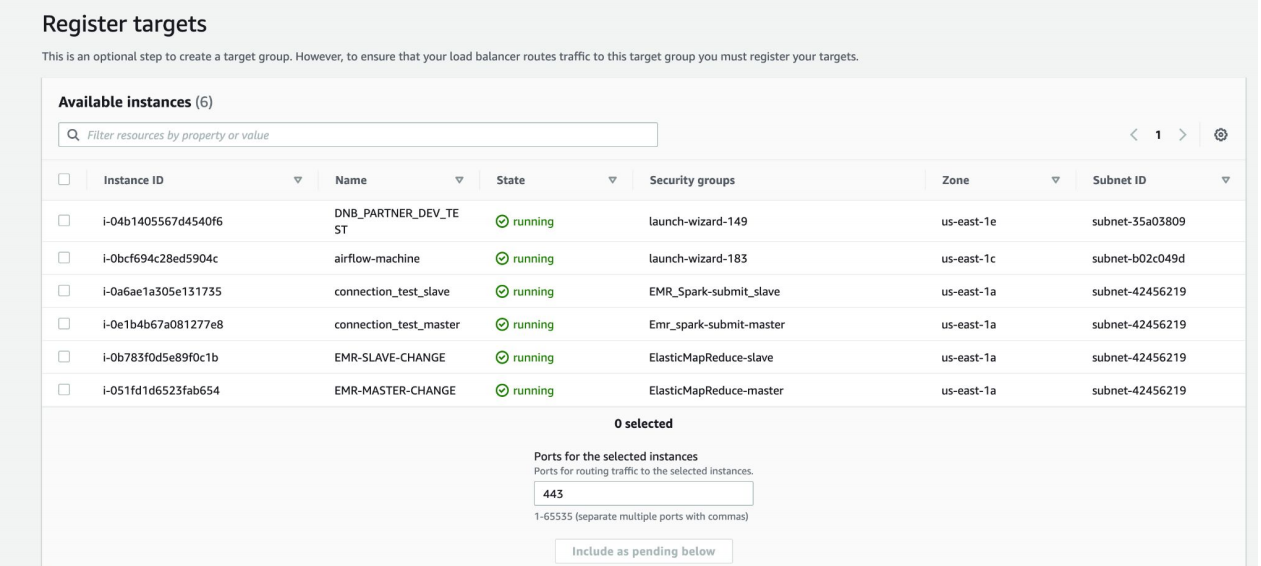 Register targets
This is an optional step to create a target group. However, to ensure that your load balancer routes traffic to this target group you must register your targets.
Available instances (6)
Filter resources by property or value
1
Instance ID Name State Security groups Zone Subnet ID
i-04b1405567d4540f6 DNB_PARTNER_DEV_TE running launch-wizard-149 us-east-1e subnet-35a03809
ST
i-0bcf694c28ed5904c airflow-machine running launch-wizard-183 us-east-1c subnet-b02c049d
i-0a6ae1a305e131735 connection_test_slave running EMR_Spark-submit_slave us-east-1a subnet-42456219
i-0e1b4b67a081277e8 connection_test_master running Emr_spark-submit-master us-east-1a subnet-42456219
i-0b783f0d5e89f0c1b EMR-SLAVE-CHANGE running ElasticMapReduce-slave us-east-1a subnet-42456219
i-051fd1d6523fab654 EMR-MASTER-CHANGE running ElasticMapReduce-master us-east-1a subnet-42456219
0 selected
Ports for the selected instances
Ports for routing traffic to the selected instances.
443
1-65535 (separate multiple ports with commas)
Include as pending below